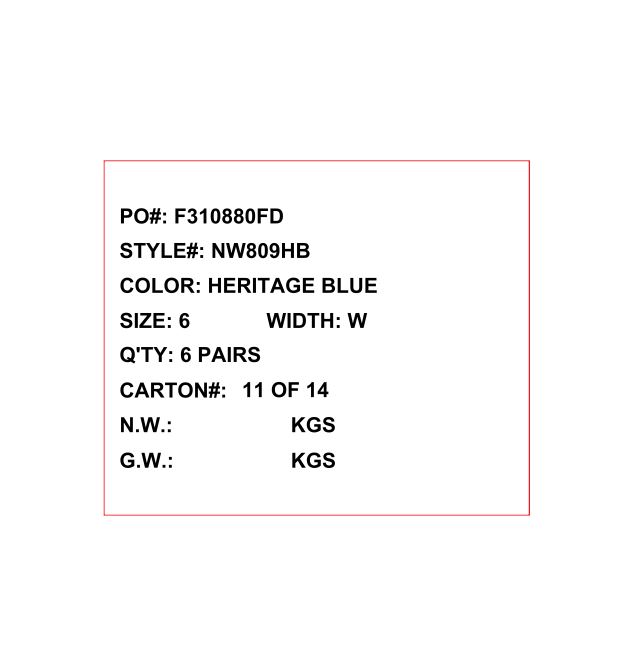 PO#: F310880FD
STYLE#: NW809HB
COLOR: HERITAGE BLUE
SIZE: 6 WIDTH: W
Q'TY: 6 PAIRS
CARTON#: 11 OF 14
N.W.: KGS
G.W.: KGS